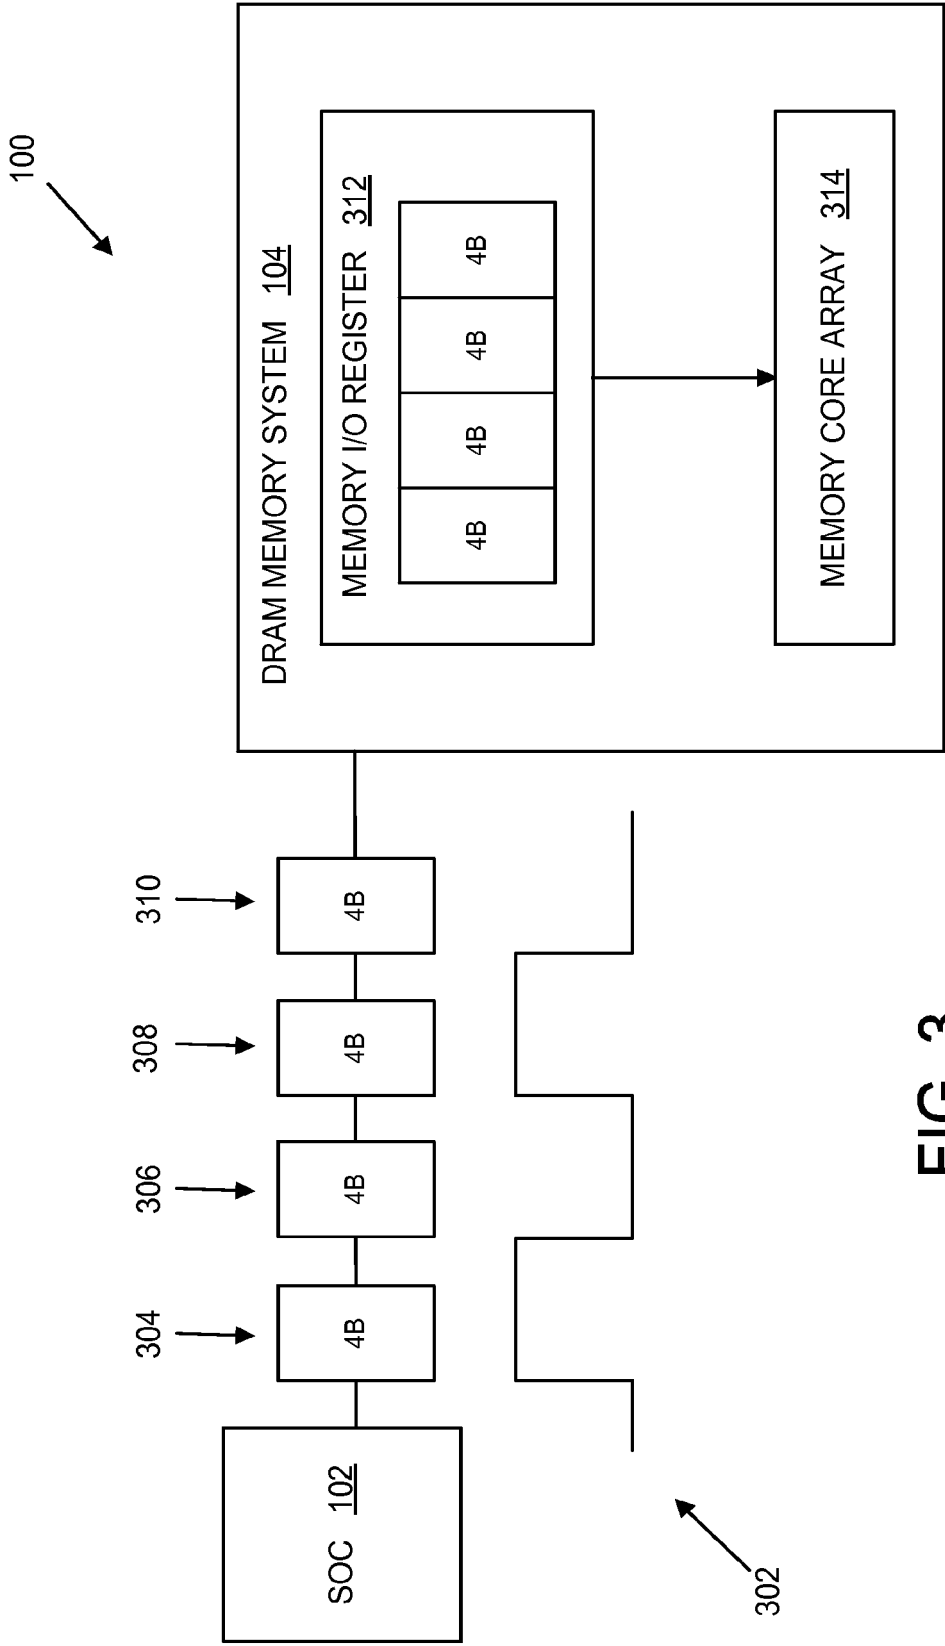 100
DRAM MEMORY SYSTEM 104
MEMORY I/O REGISTER 312
4B 4B 4B 4B
MEMORY CORE ARRAY 314
304 306 308 310
SOC 102
4B 4B 4B 4B
302
FIG. 3